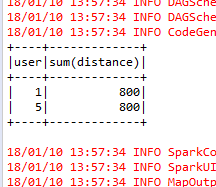 18/01/10 13:57:34 INFO DAGSche
18/01/10 13:57:34 INFO DAGSche
18/01/10 13:57:34 INFO CodeGen
+----+-------------+
|user|sum(distance)|
+----+-------------+
|   1|          800|
|   5|          800|
+----+-------------+
18/01/10 13:57:34 INFO SparkCo
18/01/10 13:57:34 INFO SparkUI
18/01/10 13:57:34 INFO MapOutp